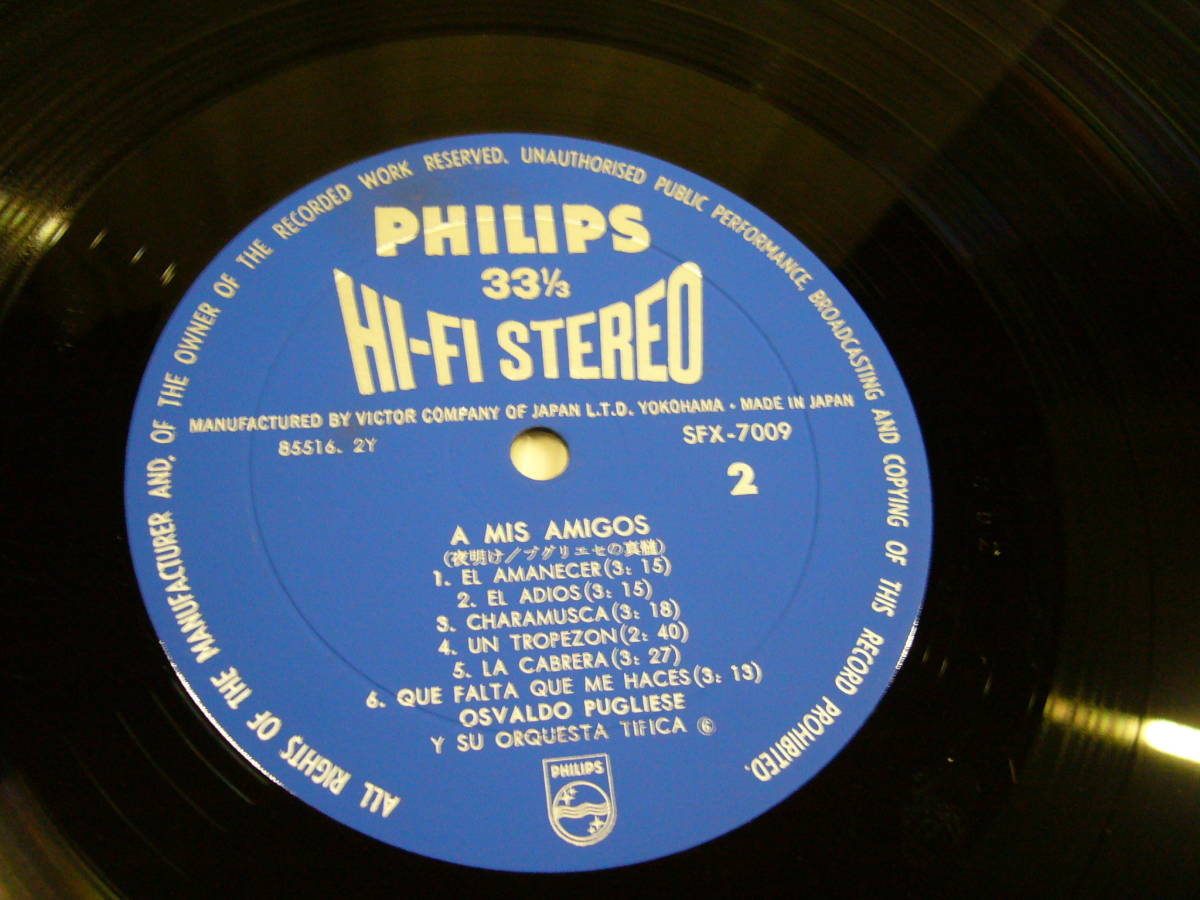 ALL RIGHTS OF THE MANUFACTURER AND, OF THE OWNER OF THE RECORDED WORK RESERVED. UNAUTHORISED PUBLIC PERFORMANCE, BROADCASTING AND COPYING OF THIS RECORD PROHIBITED.
PHILIPS
33⅓
HI-FI STEREO
MANUFACTURED BY VICTOR COMPANY OF JAPAN L.T.D. YOKOHAMA • MADE IN JAPAN
85516. 2Y
SFX-7009
2
A MIS AMIGOS
(夜明け/プグリエセの真髄)
1. EL AMANECER(3: 15)
2. EL ADIOS(3: 15)
3. CHARAMUSCA(3: 18)
4. UN TROPEZON(2: 40)
5. LA CABRERA(3: 27)
6. QUE FALTA QUE ME HACES(3: 13)
OSVALDO PUGLIESE
Y SU ORQUESTA TIFICA ⑥
PHILIPS